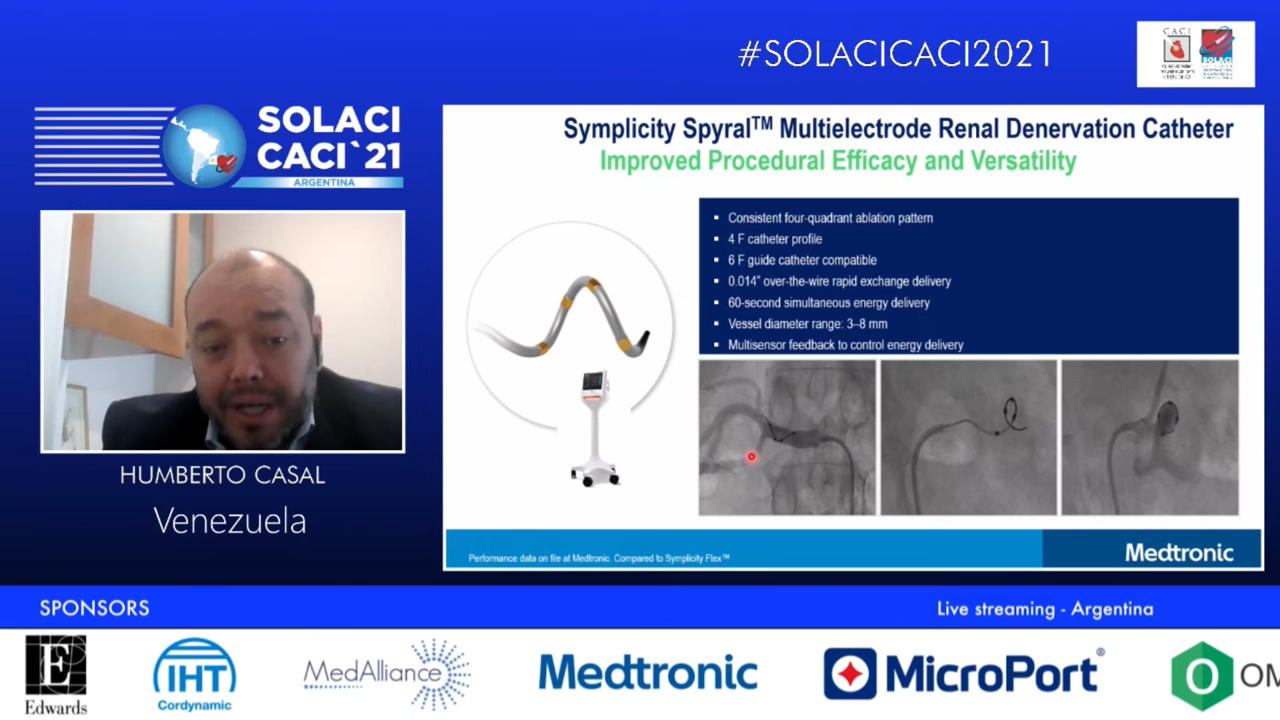 #SOLACICACI2021
CACI
SOLACI
SOLACI
CACI`21
ARGENTINA
HUMBERTO CASAL
Venezuela
Symplicity Spyral™ Multielectrode Renal Denervation Catheter
Improved Procedural Efficacy and Versatility
▪ Consistent four-quadrant ablation pattern
▪ 4 F catheter profile
▪ 6 F guide catheter compatible
▪ 0.014” over-the-wire rapid exchange delivery
▪ 60-second simultaneous energy delivery
▪ Vessel diameter range: 3–8 mm
▪ Multisensor feedback to control energy delivery
Performance data on file at Medtronic. Compared to Symplicity Flex™
Medtronic
SPONSORS
Live streaming - Argentina
E
Edwards
IHT
Cordynamic
MedAlliance
Medtronic
MicroPort®
OM